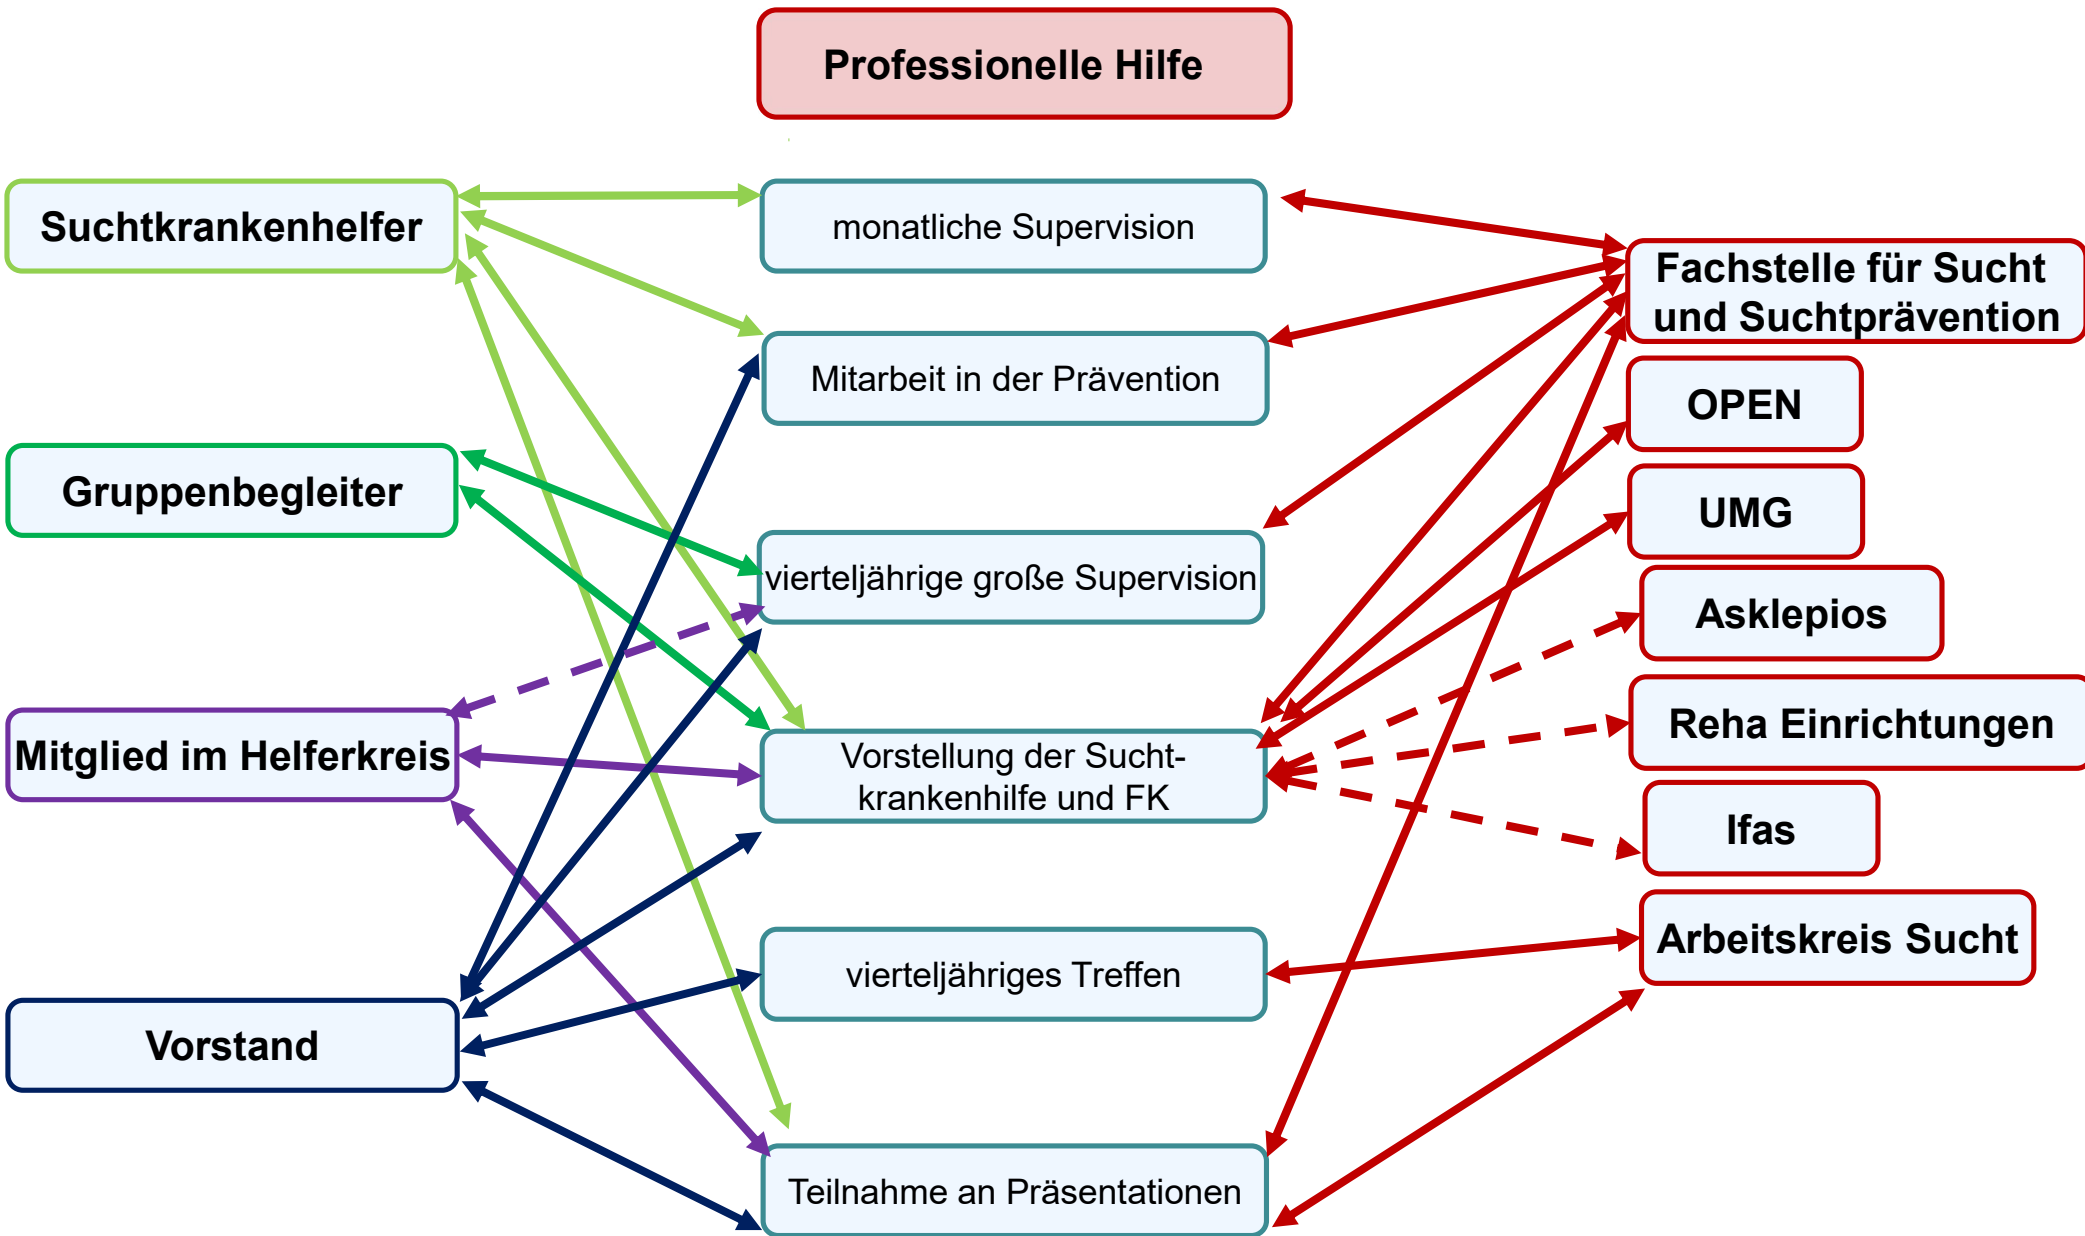 Professionelle Hilfe
Suchtkrankenhelfer
Gruppenbegleiter
Mitglied im Helferkreis
Vorstand
monatliche Supervision
Mitarbeit in der Prävention
vierteljährige große Supervision
Vorstellung der Sucht-
krankenhilfe und FK
vierteljähriges Treffen
Teilnahme an Präsentationen
Fachstelle für Sucht
und Suchtprävention
OPEN
UMG
Asklepios
Reha Einrichtungen
Ifas
Arbeitskreis Sucht